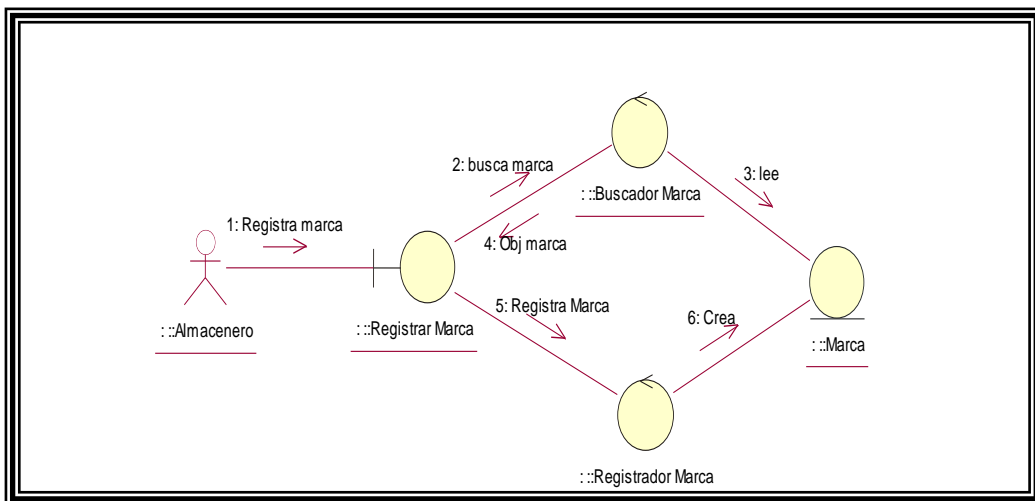 2: busca marca
3: lee
: ::Buscador Marca
1: Registra marca
4: Obj marca
5: Registra Marca
6: Crea
: ::Almacenero
: ::Registrar Marca
: ::Marca
: ::Registrador Marca